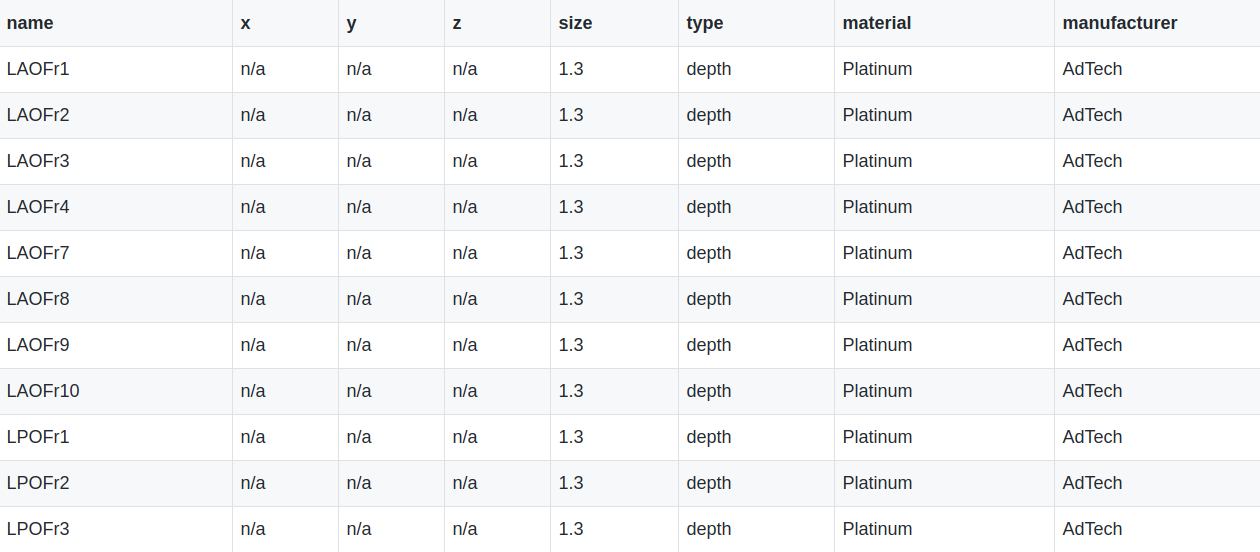 name x y z size type material manufacturer
LAOFr1 n/a n/a n/a 1.3 depth Platinum AdTech
LAOFr2 n/a n/a n/a 1.3 depth Platinum AdTech
LAOFr3 n/a n/a n/a 1.3 depth Platinum AdTech
LAOFr4 n/a n/a n/a 1.3 depth Platinum AdTech
LAOFr7 n/a n/a n/a 1.3 depth Platinum AdTech
LAOFr8 n/a n/a n/a 1.3 depth Platinum AdTech
LAOFr9 n/a n/a n/a 1.3 depth Platinum AdTech
LAOFr10 n/a n/a n/a 1.3 depth Platinum AdTech
LPOFr1 n/a n/a n/a 1.3 depth Platinum AdTech
LPOFr2 n/a n/a n/a 1.3 depth Platinum AdTech
LPOFr3 n/a n/a n/a 1.3 depth Platinum AdTech